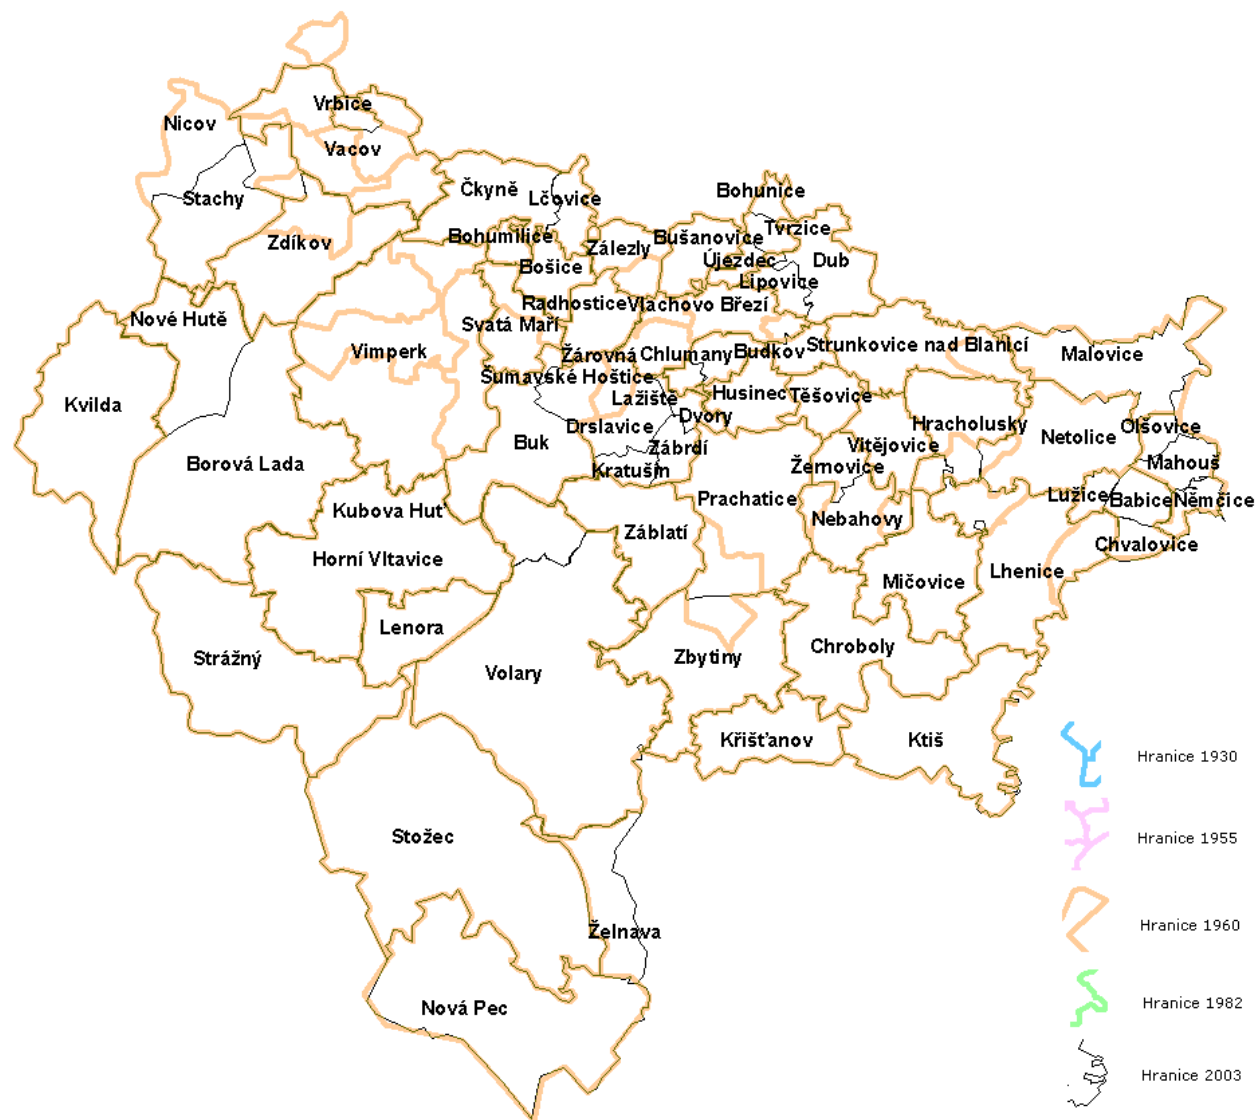 Vrbice
Nicov
Vacov
Stachy
Čkyně
Lčovice
Bohunice
Zdíkov
Bohumilice
Zálezly
Bušanovice
Tvrzice
Újezdec
Dub
Bošice
Lipovice
Nové Hutě
Radhostice
Vlachovo Březí
Svatá Maří
Vimperk
Žárovná
Chlumany
Budkov
Strunkovice nad Blanicí
Malovice
Šumavské Hoštice
Kvilda
Lažiště
Husinec
Těšovice
Dvory
Drslavice
Hracholusky
Olšovice
Buk
Zábrdí
Vitějovice
Netolice
Borová Lada
Kratušín
Žernovice
Mahouš
Prachatice
Lužice
Babice
Němčice
Kubova Huť
Nebahovy
Záblatí
Chvalovice
Horní Vltavice
Mičovice
Lhenice
Lenora
Strážný
Zbytiny
Chroboly
Volary
Křišťanov
Ktiš
Hranice 1930
Stožec
Hranice 1955
Želnava
Hranice 1960
Nová Pec
Hranice 1982
Hranice 2003